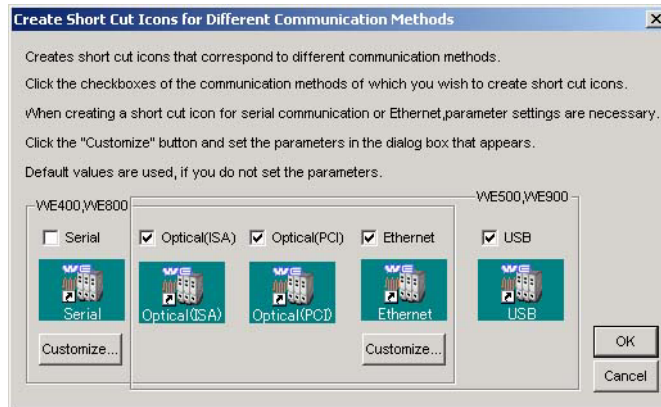 Create Short Cut Icons for Different Communication Methods
Creates short cut icons that correspond to different communication methods.
Click the checkboxes of the communication methods of which you wish to create short cut icons.
When creating a short cut icon for serial communication or Ethernet,parameter settings are necessary.
Click the "Customize" button and set the parameters in the dialog box that appears.
Default values are used, if you do not set the parameters.
WE400,WE800 WE500,WE900
Serial Optical(ISA) Optical(PCI) Ethernet USB
WE WE WE WE WE
Serial Optical(ISA) Optical(PCI) Ethernet USB
Customize... Customize...
OK
Cancel